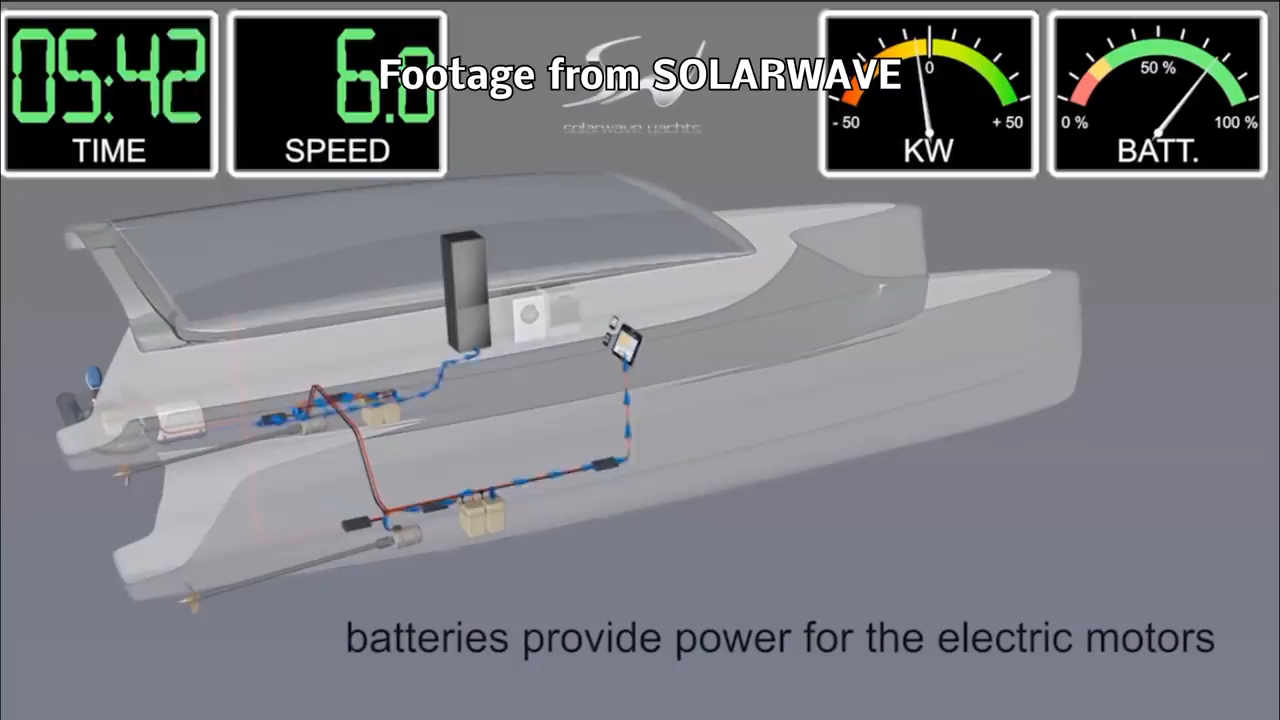 05:42
TIME
6.0
SPEED
Footage from SOLARWAVE
solarwave yachts
0
- 50
+ 50
KW
50 %
0 %
100 %
BATT.
batteries provide power for the electric motors